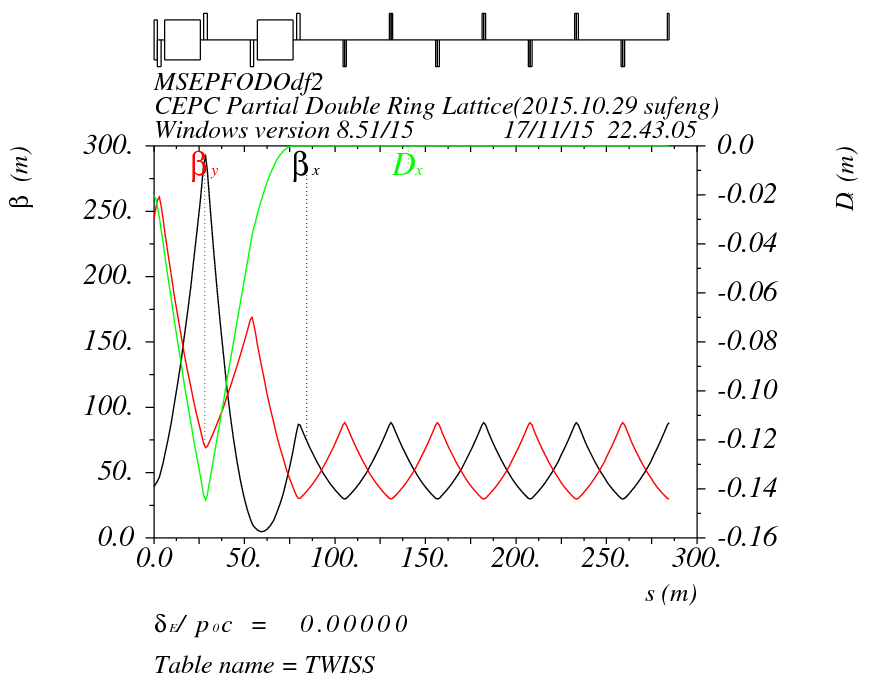 MSEPFODOdf2
CEPC Partial Double Ring Lattice(2015.10.29 sufeng)
Windows version 8.51/15 17/11/15 22.43.05
β (m)
300.
250.
200.
150.
100.
50.
0.0
βy
βx
Dx
0.0
-0.02
-0.04
-0.06
-0.08
-0.10
-0.12
-0.14
-0.16
Dx (m)
0.0 50. 100. 150. 200. 250. 300.
s (m)
δE/ p0c = 0.00000
Table name = TWISS